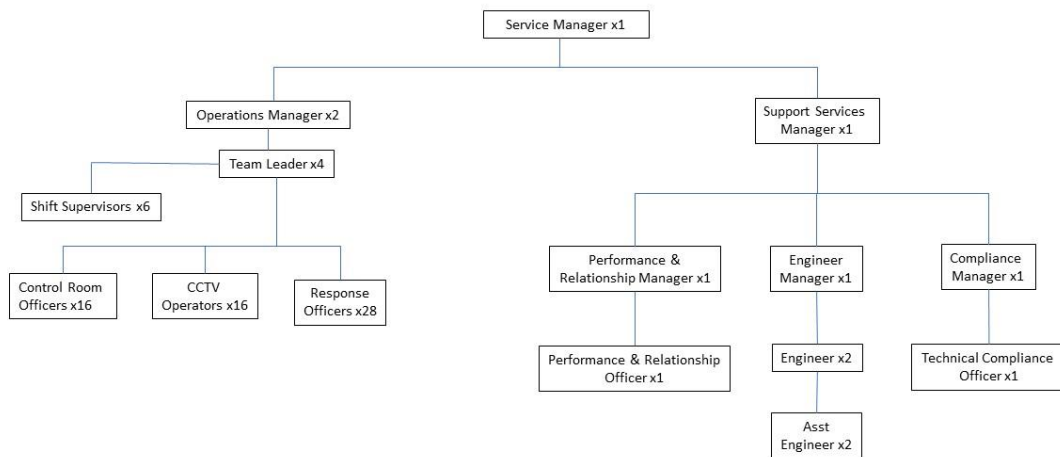 Service Manager x1
Operations Manager x2
Support Services
Manager x1
Team Leader x4
Shift Supervisors x6
Control Room
Officers x16
CCTV
Operators x16
Response
Officers x28
Performance &
Relationship Manager x1
Engineer
Manager x1
Compliance
Manager x1
Performance & Relationship
Officer x1
Engineer x2
Technical Compliance
Officer x1
Asst
Engineer x2